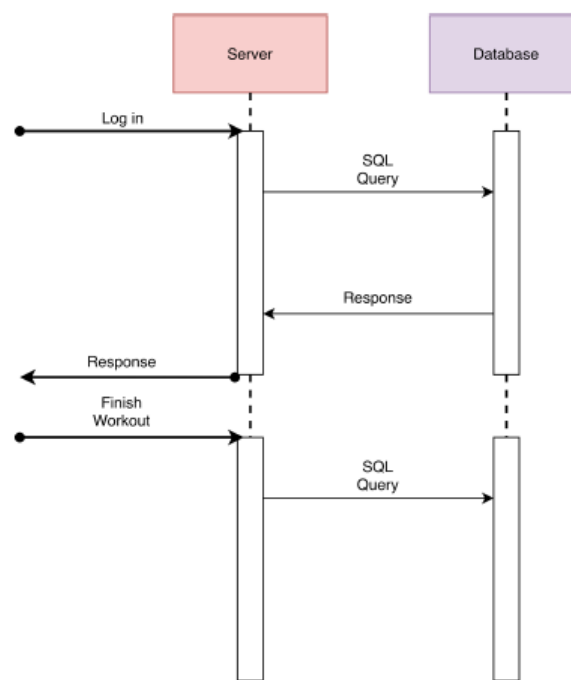 Server
Database
Log in
SQL
Query
Response
Response
Finish
Workout
SQL
Query